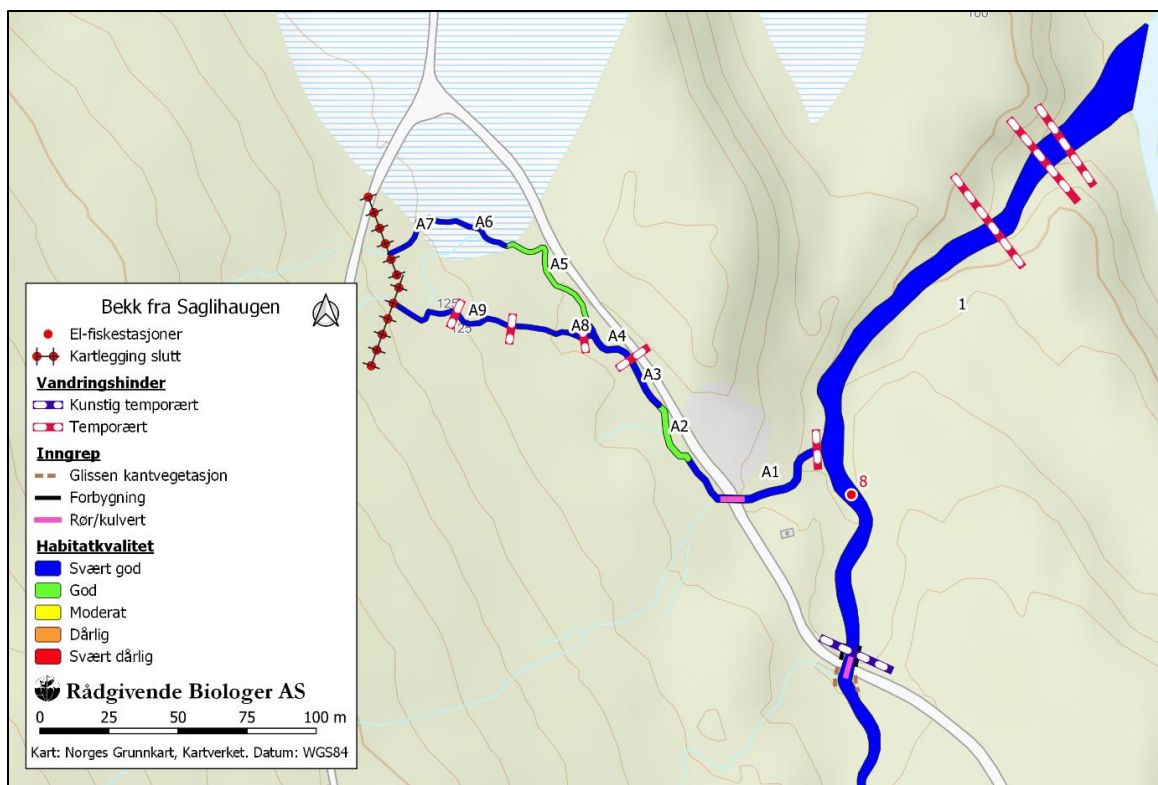 100
A7
A6
A5
125
A9
125
A8
A4
A3
A2
A1
1
8
Bekk fra Saglihaugen
El-fiskestasjoner
Kartlegging slutt
Vandringshinder
Kunstig temporært
Temporært
Inngrep
Glissen kantvegetasjon
Forbygning
Rør/kulvert
Habitatkvalitet
Svært god
God
Moderat
Dårlig
Svært dårlig
Rådgivende Biologer AS
0 25 50 75 100 m
Kart: Norges Grunnkart, Kartverket. Datum: WGS84